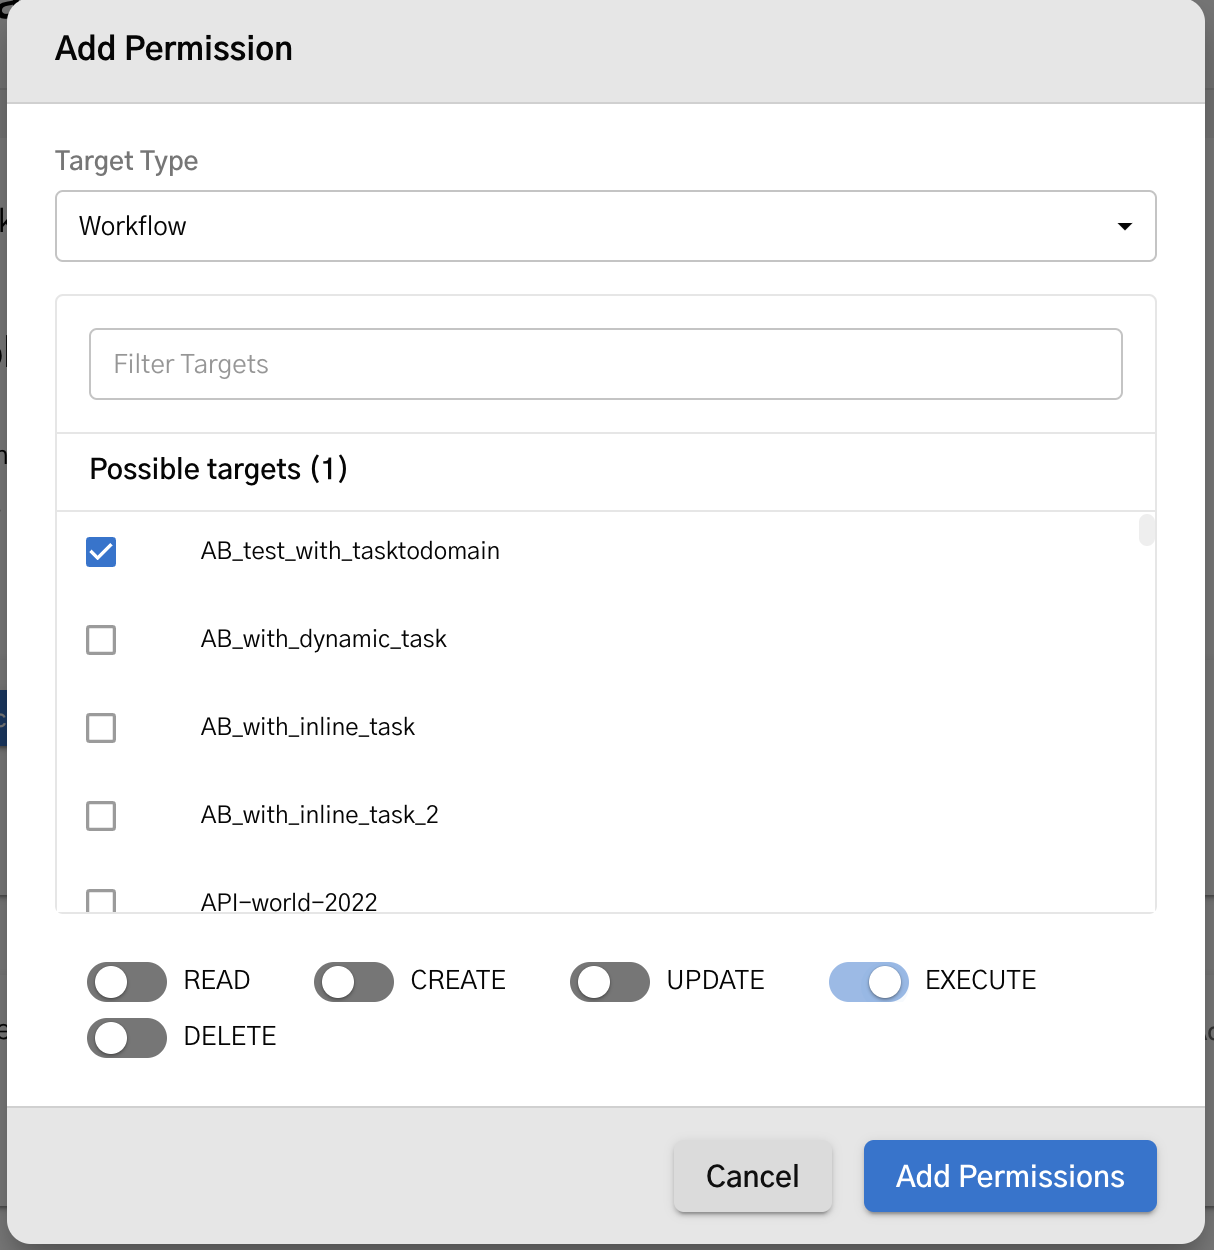 Add Permission
Target Type
Workflow
Filter Targets
Possible targets (1)
AB_test_with_tasktodomain
AB_with_dynamic_task
AB_with_inline_task
AB_with_inline_task_2
API-world-2022
READ CREATE UPDATE EXECUTE
DELETE
Cancel Add Permissions